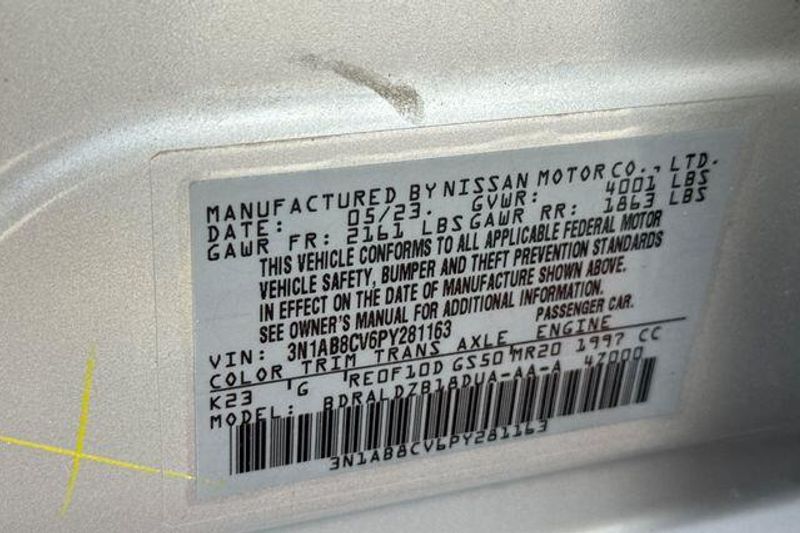 MANUFACTURED BY NISSAN MOTOR CO., LTD.
DATE: 05/23. GVWR: 4001 LBS
GAWR FR: 2161 LBS GAWR RR: 1863 LBS
THIS VEHICLE CONFORMS TO ALL APPLICABLE FEDERAL MOTOR
VEHICLE SAFETY, BUMPER AND THEFT PREVENTION STANDARDS
IN EFFECT ON THE DATE OF MANUFACTURE SHOWN ABOVE.
SEE OWNER'S MANUAL FOR ADDITIONAL INFORMATION.
VIN: 3N1AB8CV6PY281163 PASSENGER CAR.
COLOR TRIM TRANS AXLE ENGINE
K23 G RE0F10D GS50 MR20 1997 CC
MODEL: BDRALDZB18DUA-AA-A 47000
3N1AB8CV6PY281163